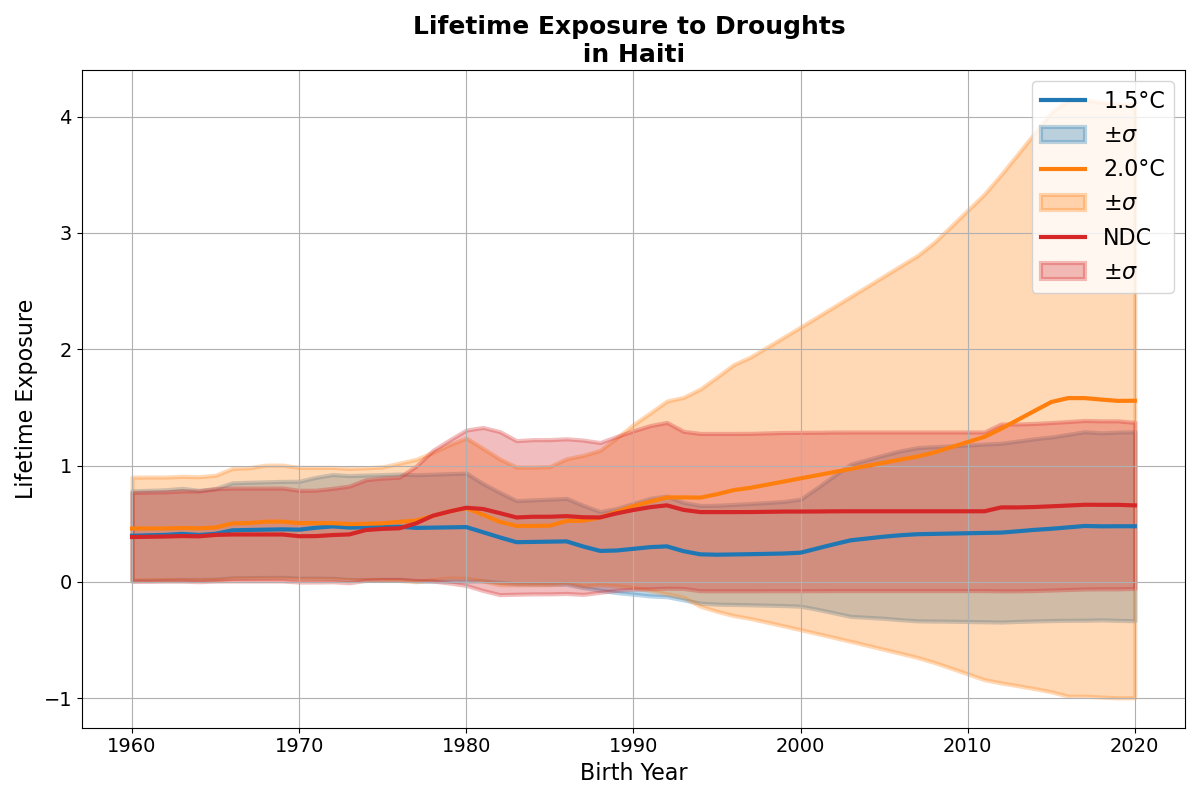 Lifetime Exposure to Droughts
in Haiti
Lifetime Exposure
4
3
2
1
0
−1
1960 1970 1980 1990 2000 2010 2020
Birth Year
1.5°C
±σ
2.0°C
±σ
NDC
±σ